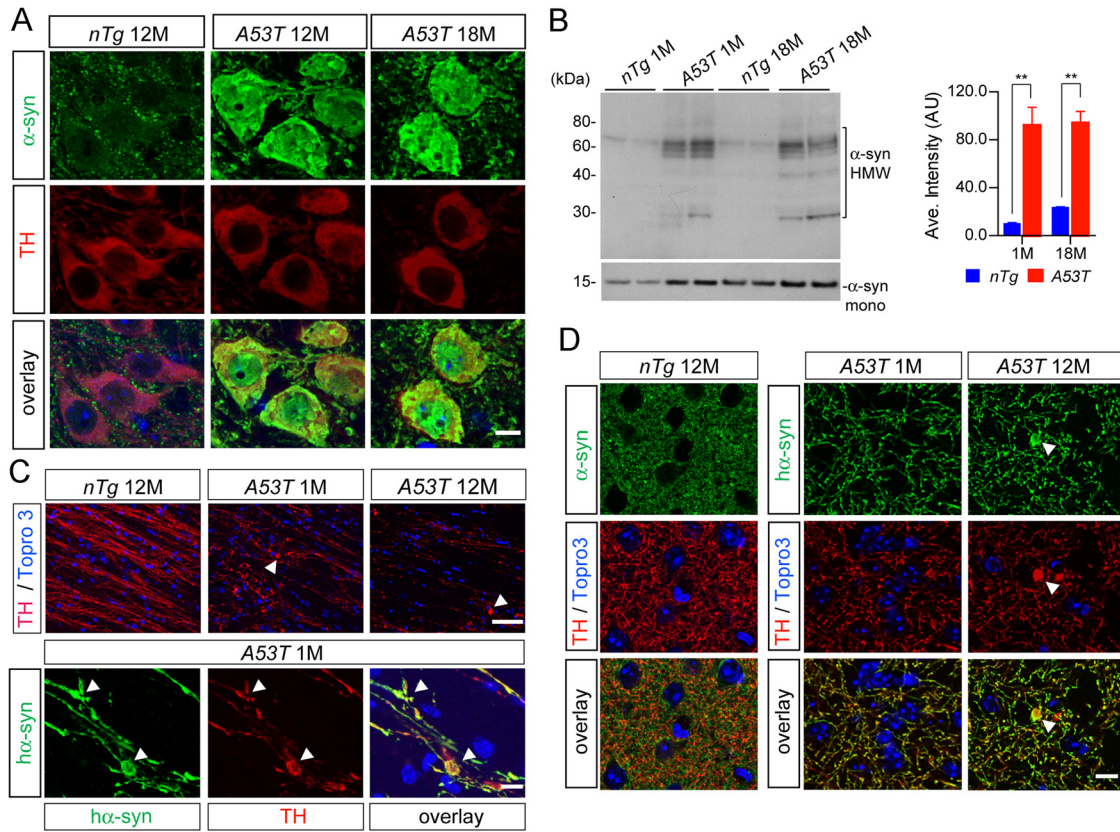 A
nTg 12M
A53T 12M
A53T 18M
α-syn
TH
overlay
B
nTg 1M
A53T 1M
nTg 18M
A53T 18M
(kDa)
80-
60-
40-
30-
15-
α-syn
HMW
-α-syn
mono
Ave. Intensity (AU)
120.0
80.0
40.0
0.0
**
**
1M
18M
nTg
A53T
C
nTg 12M
A53T 1M
A53T 12M
TH / Topro 3
A53T 1M
hα-syn
hα-syn
TH
overlay
D
nTg 12M
A53T 1M
A53T 12M
α-syn
hα-syn
TH / Topro3
TH / Topro3
overlay
overlay